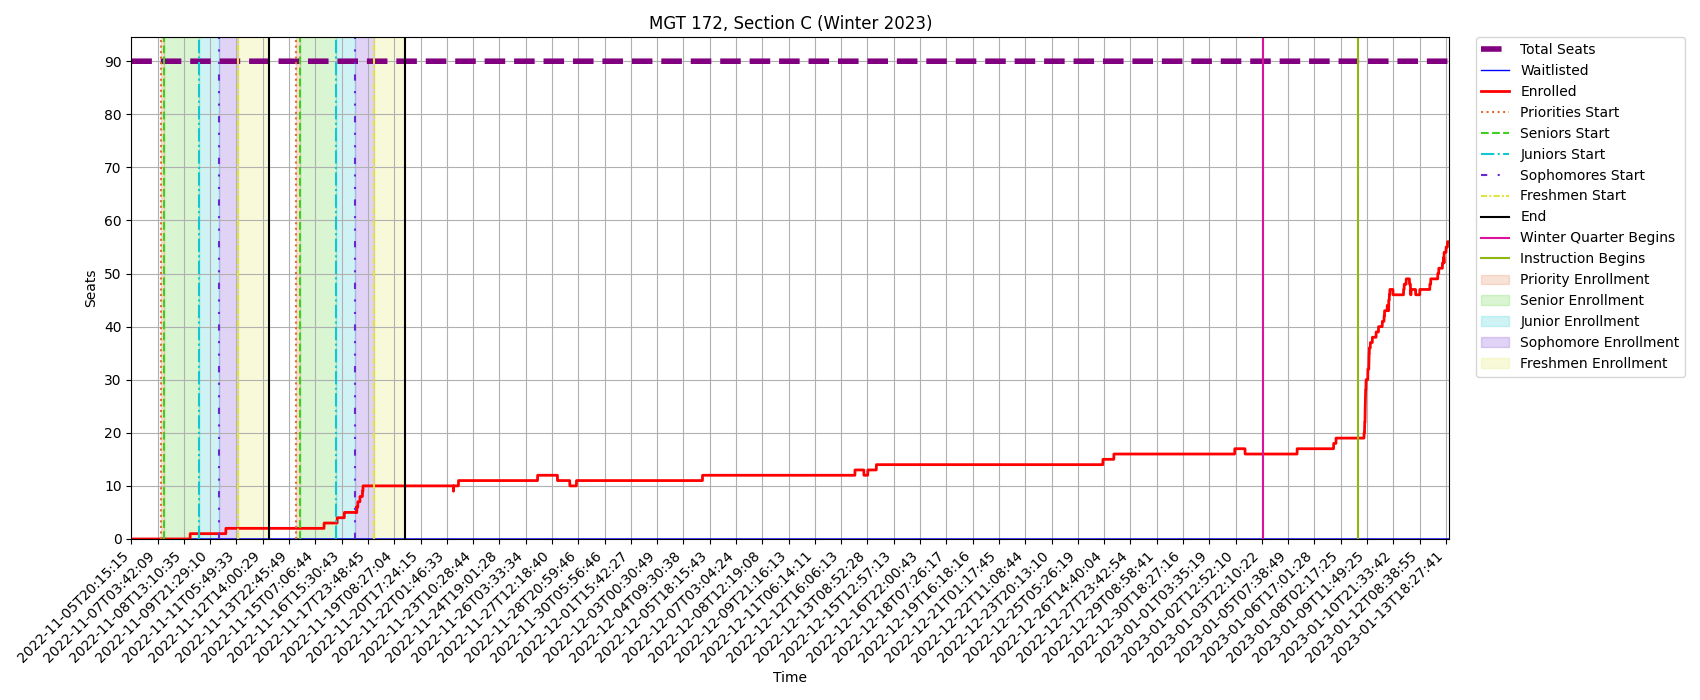 MGT 172, Section C (Winter 2023)
Seats
90
80
70
60
50
40
30
20
10
0
2022-11-05T20:15:15
2022-11-07T03:42:09
2022-11-08T13:10:35
2022-11-09T21:29:10
2022-11-11T05:49:33
2022-11-12T14:00:29
2022-11-13T22:45:49
2022-11-15T07:06:44
2022-11-16T15:30:43
2022-11-17T23:48:45
2022-11-19T08:27:04
2022-11-20T17:24:15
2022-11-22T01:46:33
2022-11-23T10:28:44
2022-11-24T19:01:28
2022-11-26T03:33:34
2022-11-27T12:18:40
2022-11-28T20:59:46
2022-11-30T05:56:46
2022-12-01T15:42:27
2022-12-03T00:30:49
2022-12-04T09:30:38
2022-12-05T18:15:43
2022-12-07T03:04:24
2022-12-08T12:19:08
2022-12-09T21:16:13
2022-12-11T06:14:11
2022-12-12T16:06:13
2022-12-13T08:52:28
2022-12-15T12:57:13
2022-12-16T22:00:43
2022-12-18T07:26:17
2022-12-19T16:18:16
2022-12-21T01:17:45
2022-12-22T11:08:44
2022-12-23T20:13:10
2022-12-25T05:26:19
2022-12-26T14:40:04
2022-12-27T23:42:54
2022-12-29T08:58:41
2022-12-30T18:27:16
2023-01-01T03:35:19
2023-01-02T12:52:10
2023-01-03T22:10:22
2023-01-05T07:38:49
2023-01-06T17:01:28
2023-01-08T02:17:25
2023-01-09T11:49:25
2023-01-10T21:33:42
2023-01-12T08:38:55
2023-01-13T18:27:41
Time
Total Seats
Waitlisted
Enrolled
Priorities Start
Seniors Start
Juniors Start
Sophomores Start
Freshmen Start
End
Winter Quarter Begins
Instruction Begins
Priority Enrollment
Senior Enrollment
Junior Enrollment
Sophomore Enrollment
Freshmen Enrollment